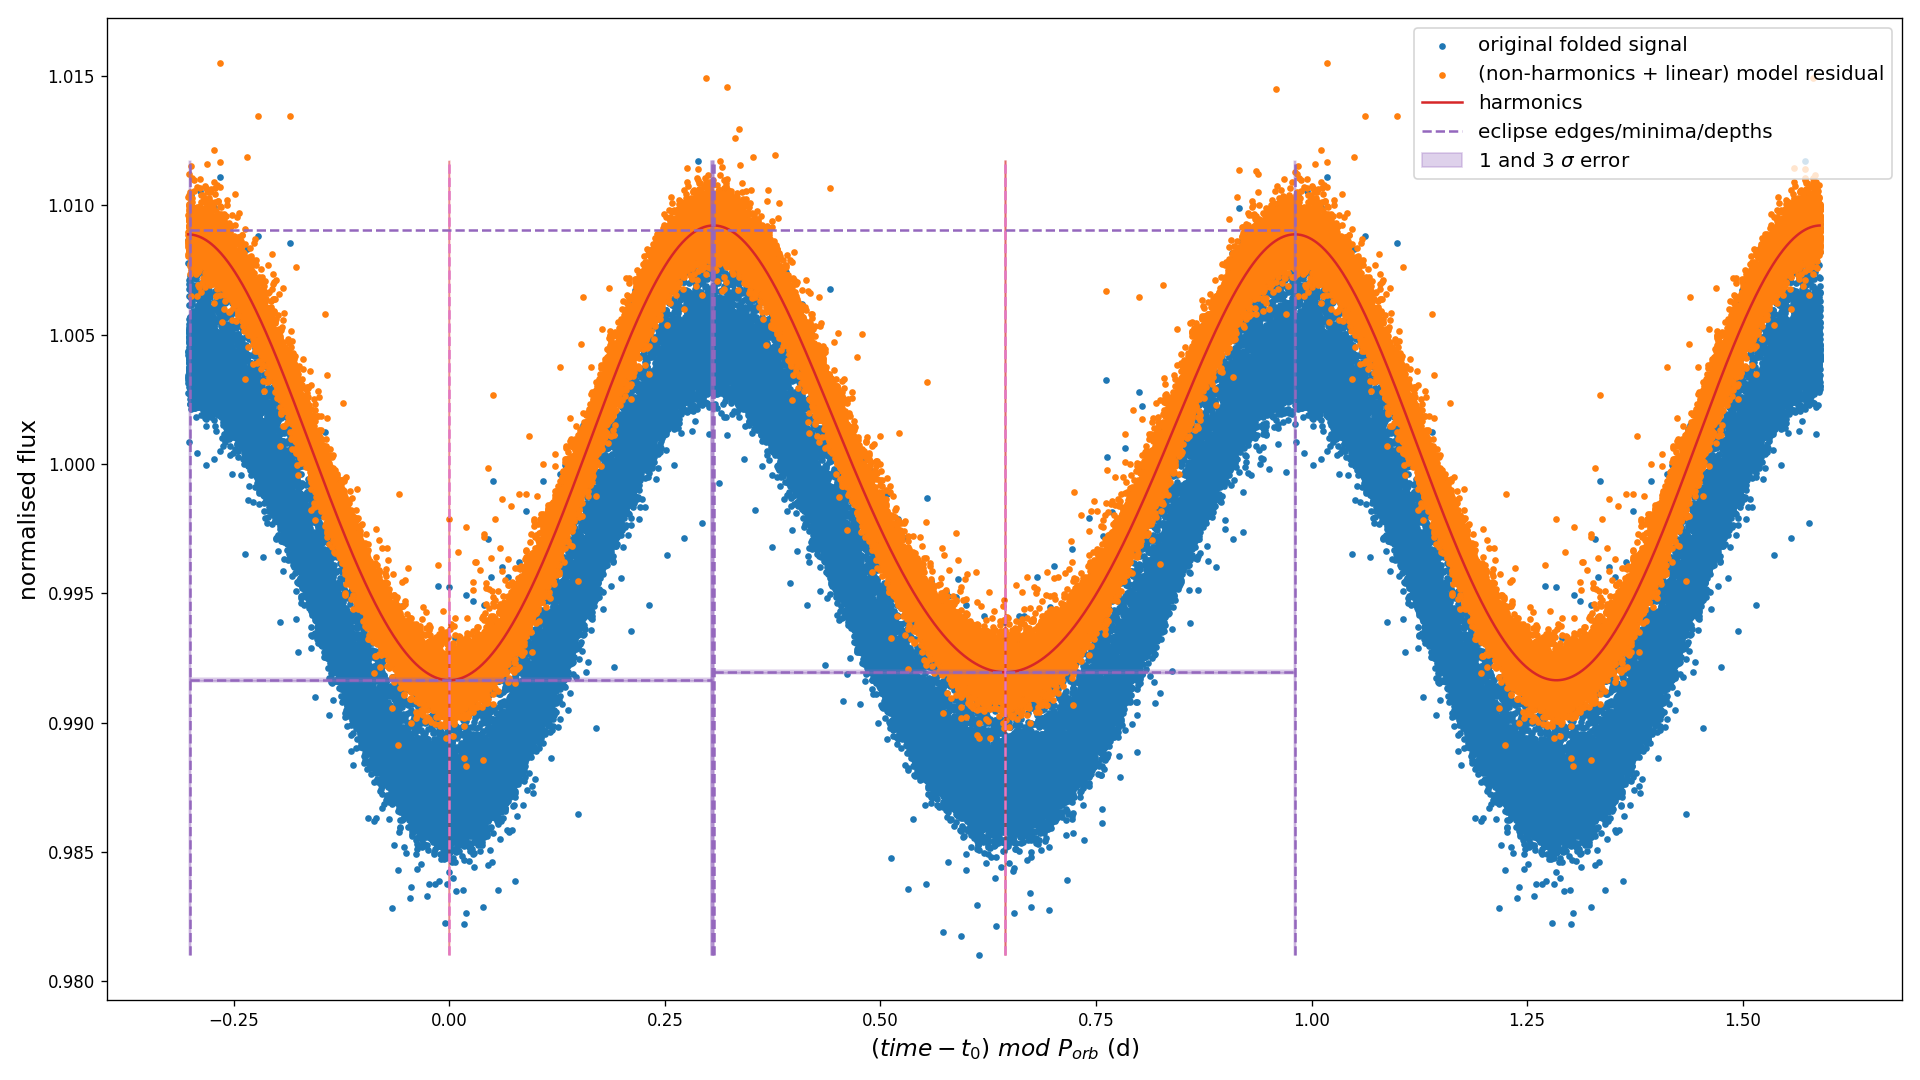 original folded signal
(non-harmonics + linear) model residual
harmonics
eclipse edges/minima/depths
1 and 3 σ error
normalised flux
1.015
1.010
1.005
1.000
0.995
0.990
0.985
0.980
−0.25 0.00 0.25 0.50 0.75 1.00 1.25 1.50
(time − t₀) mod P_orb (d)